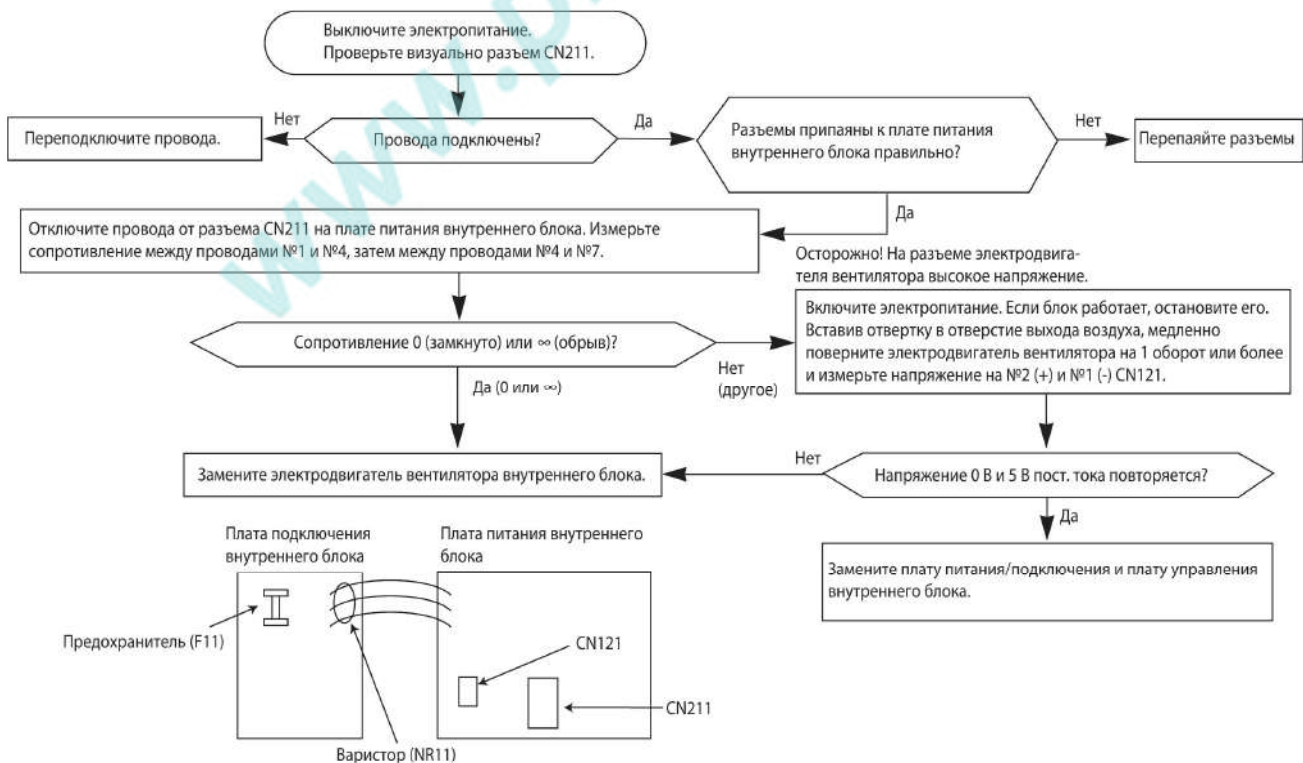 Выключите электропитание.
Проверьте визуально разъем CN211.
Нет
Переподключите провода.
Провода подключены?
Да
Разъемы припаяны к плате питания
внутреннего блока правильно?
Нет
Перепаяйте разъемы
Да
Отключите провода от разъема CN211 на плате питания внутреннего блока. Измерьте
сопротивление между проводами №1 и №4, затем между проводами №4 и №7.
Осторожно! На разъеме электродвига-
теля вентилятора высокое напряжение.
Включите электропитание. Если блок работает, остановите его.
Вставив отвертку в отверстие выхода воздуха, медленно
поверните электродвигатель вентилятора на 1 оборот или более
и измерьте напряжение на №2 (+) и №1 (-) CN121.
Сопротивление 0 (замкнуто) или ∞ (обрыв)?
Нет
(другое)
Да (0 или ∞)
Замените электродвигатель вентилятора внутреннего блока.
Нет
Напряжение 0 В и 5 В пост. тока повторяется?
Да
Замените плату питания/подключения и плату управления
внутреннего блока.
Плата подключения
внутреннего блока
Плата питания внутреннего
блока
Предохранитель (F11)
CN121
CN211
Варистор (NR11)